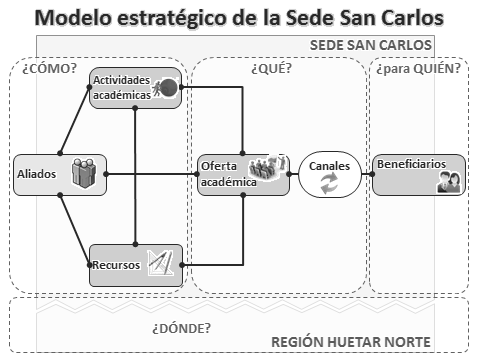 Modelo estratégico de la Sede San Carlos
SEDE SAN CARLOS
¿CÓMO?
¿QUÉ?
¿para QUIÉN?
Actividades
académicas
Aliados
Oferta
académica
Canales
Beneficiarios
Recursos
¿DÓNDE?
REGIÓN HUETAR NORTE